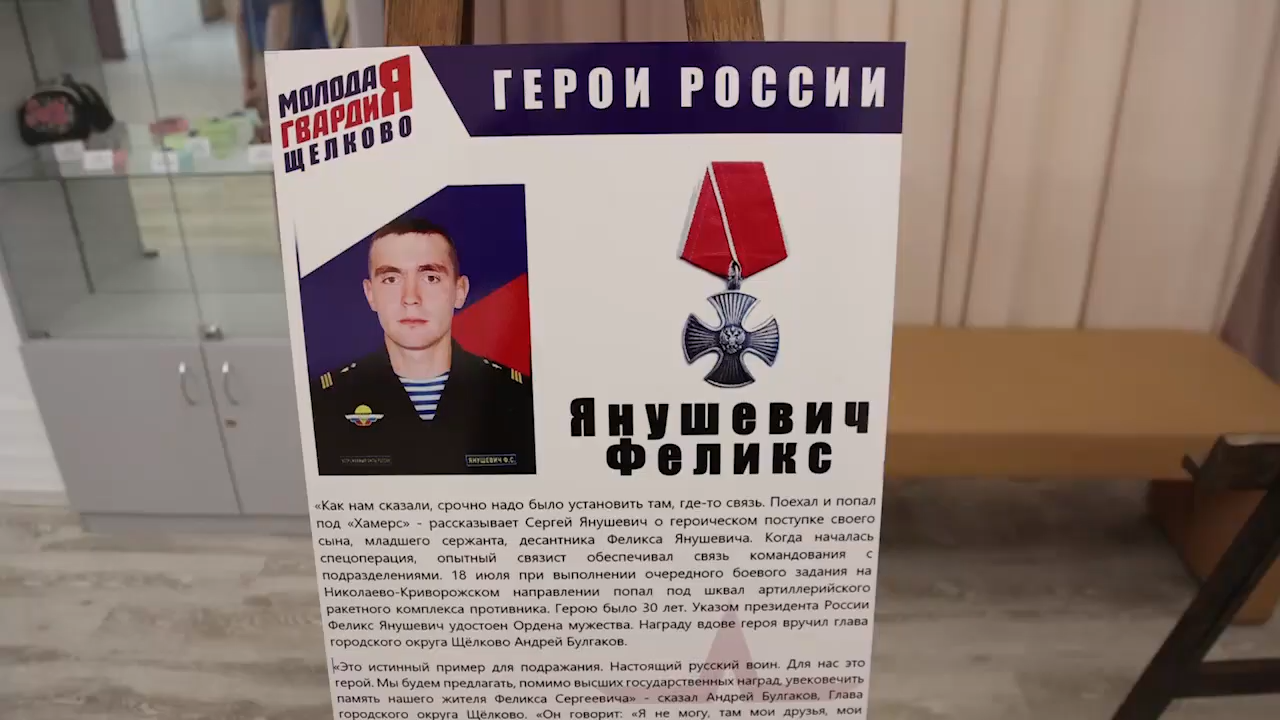 МОЛОДАЯ
ГВАРДИЯ
ЩЕЛКОВО
ГЕРОИ РОССИИ
ЯНУШЕВИЧ Ф.С.
Янушевич
Феликс
«Как нам сказали, срочно надо было установить там, где-то связь. Поехал и попал
под «Хамерс» - рассказывает Сергей Янушевич о героическом поступке своего
сына, младшего сержанта, десантника Феликса Янушевича. Когда началась
спецоперация, опытный связист обеспечивал связь командования с
подразделениями. 18 июля при выполнении очередного боевого задания на
Николаево-Криворожском направлении попал под шквал артиллерийского
ракетного комплекса противника. Герою было 30 лет. Указом президента России
Феликс Янушевич удостоен Ордена мужества. Награду вдове героя вручил глава
городского округа Щёлково Андрей Булгаков.
«Это истинный пример для подражания. Настоящий русский воин. Для нас это
герой. Мы будем предлагать, помимо высших государственных наград, увековечить
память нашего жителя Феликса Сергеевича» - сказал Андрей Булгаков, Глава
городского округа Щёлково. «Он говорит: «Я не могу, там мои друзья, мои